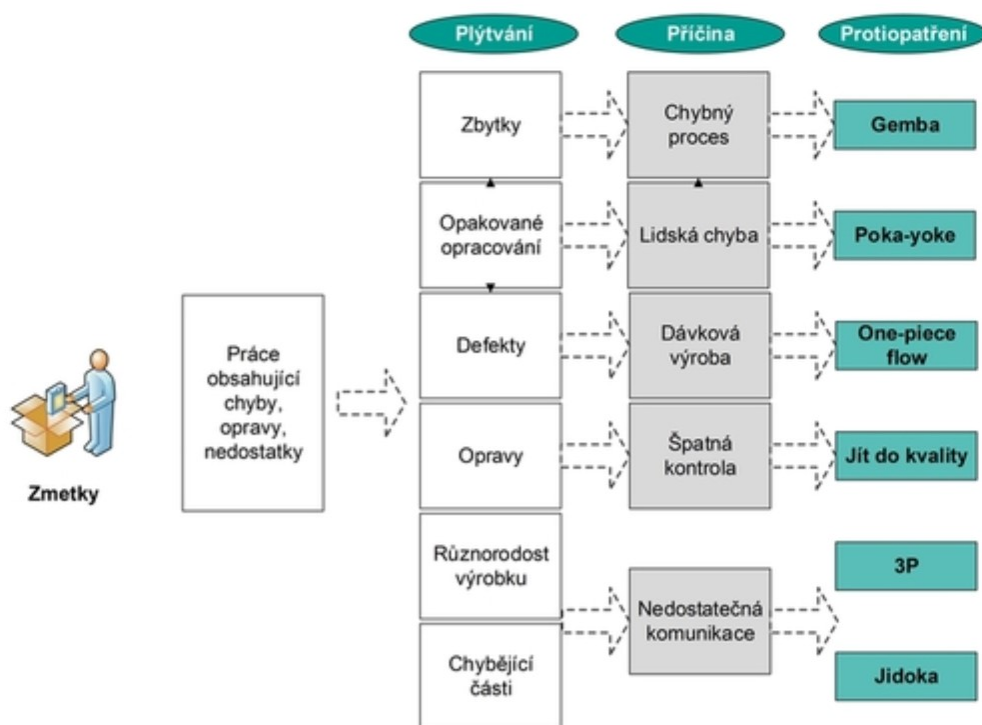 Plýtvání
Příčina
Protiopatření
Zbytky
Chybný
proces
Gemba
Opakované
opracování
Lidská chyba
Poka-yoke
Práce
obsahující
chyby,
opravy,
nedostatky
Defekty
Dávková
výroba
One-piece
flow
Opravy
Špatná
kontrola
Jít do kvality
Zmetky
Různorodost
výrobku
Nedostatečná
komunikace
3P
Chybějící
části
Jidoka